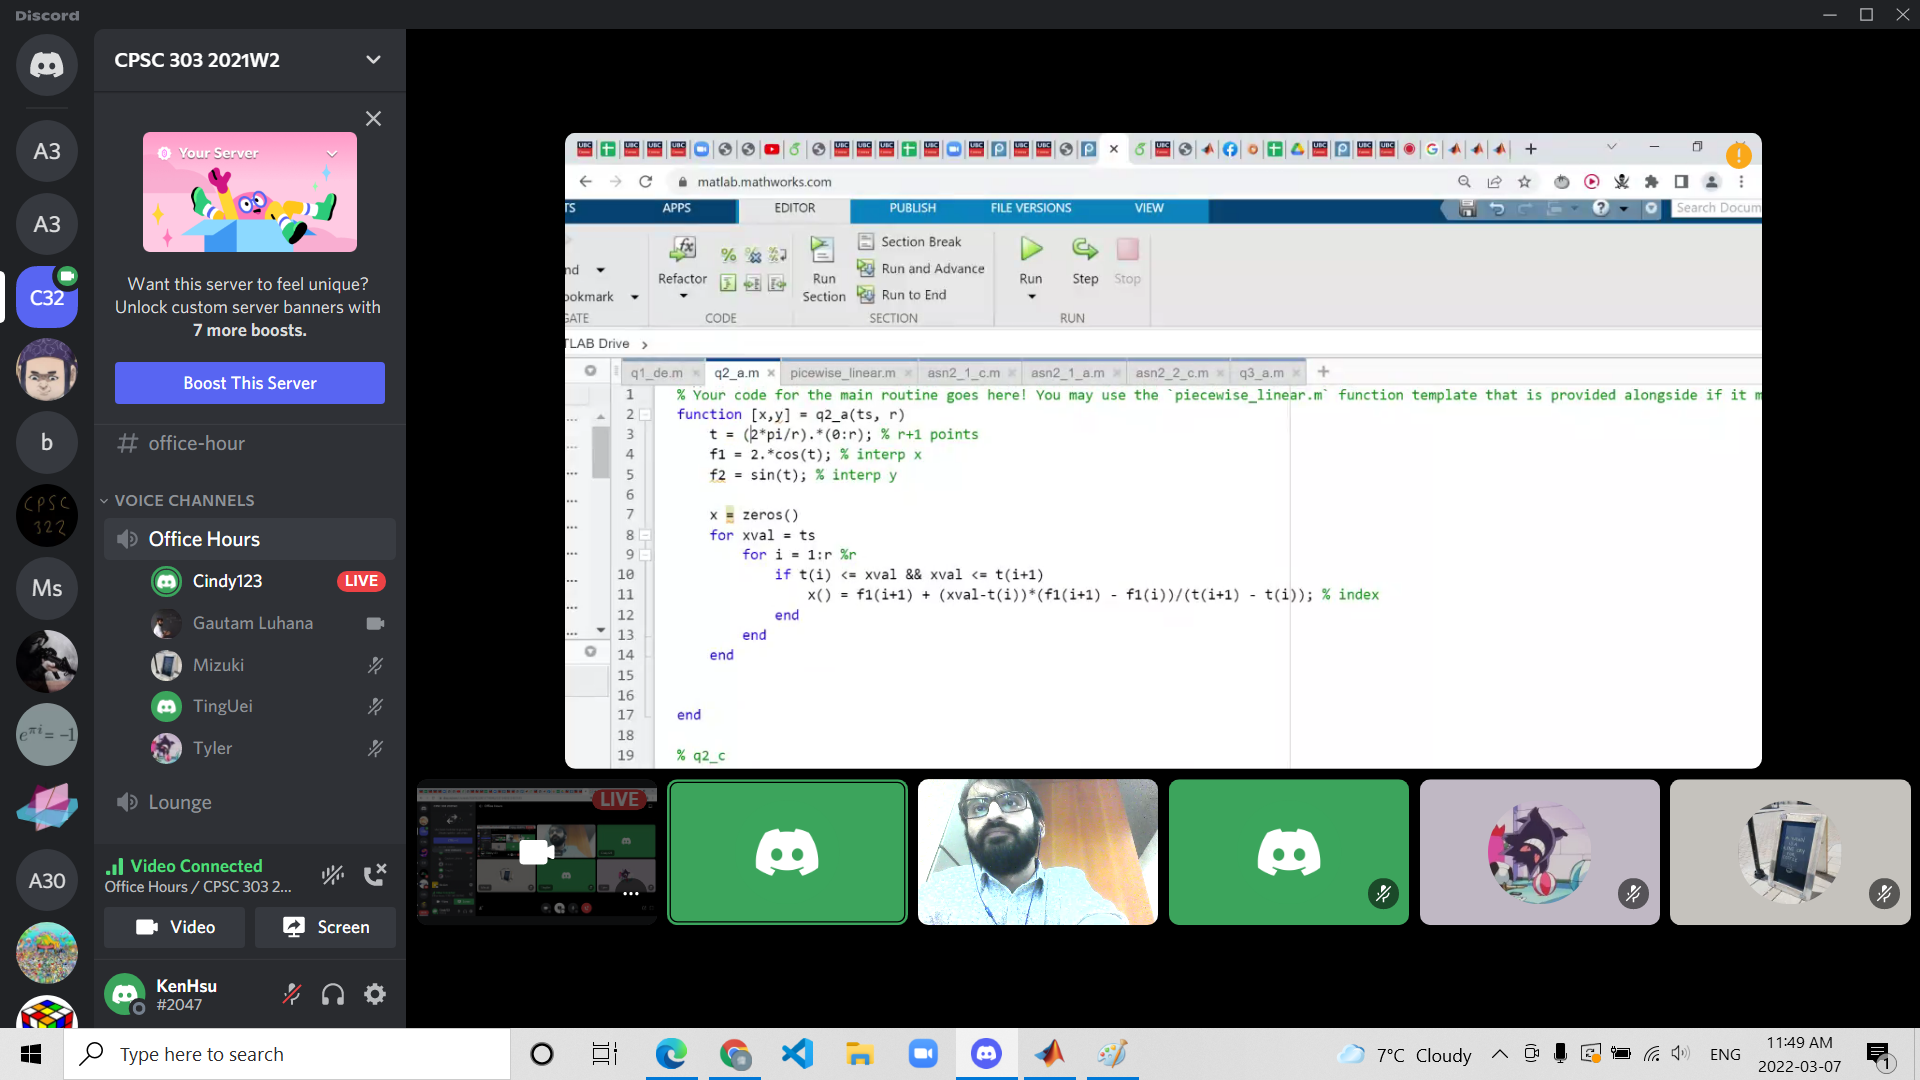 Discord
CPSC 303 2021W2
Your Server
Want this server to feel unique?
Unlock custom server banners with
7 more boosts.
Boost This Server
# office-hour
VOICE CHANNELS
Office Hours
Cindy123 LIVE
Gautam Luhana
Mizuki
TingUei
Tyler
Lounge
Video Connected
Office Hours / CPSC 303 2...
Video Screen
KenHsu
#2047
A3
A3
C32
b
CPSC
322
Ms
e^πi = -1
A30
matlab.mathworks.com
TS APPS EDITOR PUBLISH FILE VERSIONS VIEW
Search Docum
nd
ookmark
GATE
Refactor
CODE
Run
Section
Section Break
Run and Advance
Run to End
SECTION
Run Step Stop
RUN
TLAB Drive >
q1_de.m q2_a.m picewise_linear.m asn2_1_c.m asn2_1_a.m asn2_2_c.m q3_a.m
1 % Your code for the main routine goes here! You may use the `piecewise_linear.m` function template that is provided alongside if it m
2 function [x,y] = q2_a(ts, r)
3 t = (2*pi/r).*(0:r); % r+1 points
4 f1 = 2.*cos(t); % interp x
5 f2 = sin(t); % interp y
6
7 x = zeros()
8 for xval = ts
9 for i = 1:r %r
10 if t(i) <= xval && xval <= t(i+1)
11 x() = f1(i+1) + (xval-t(i))*(f1(i+1) - f1(i))/(t(i+1) - t(i)); % index
12 end
13 end
14 end
15
16
17 end
18
19 % q2_c
LIVE
Type here to search
7°C Cloudy
ENG
11:49 AM
2022-03-07
1